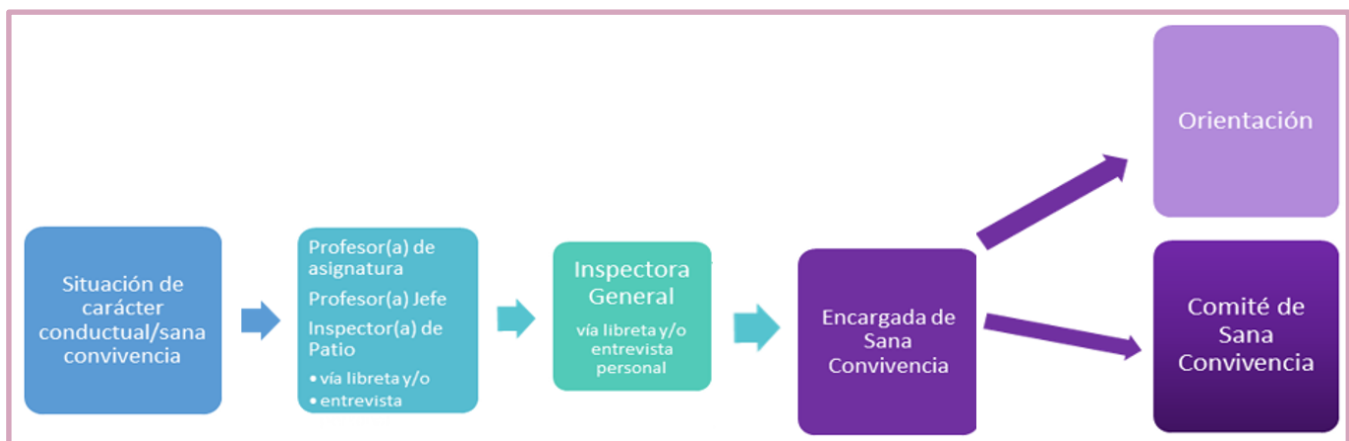 Situación de
carácter
conductual/sana
convivencia
Profesor(a) de
asignatura
Profesor(a) Jefe
Inspector(a) de
Patio
• vía libreta y/o
• entrevista
Inspectora
General
vía libreta y/o
entrevista
personal
Encargada de
Sana
Convivencia
Orientación
Comité de
Sana
Convivencia